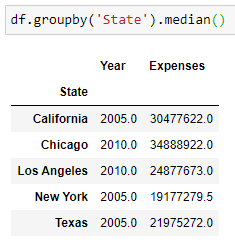 df.groupby('State').median()
Year Expenses
State
California 2005.0 30477622.0
Chicago 2010.0 34888922.0
Los Angeles 2010.0 24877673.0
New York 2005.0 19177279.5
Texas 2005.0 21975272.0